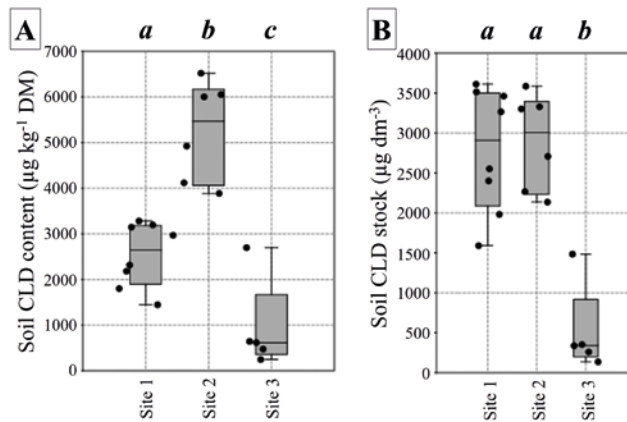 A
a b c
Soil CLD content (µg kg⁻¹ DM)
7000
6000
5000
4000
3000
2000
1000
0
Site 1
Site 2
Site 3
B
a a b
Soil CLD stock (µg dm⁻³)
4000
3500
3000
2500
2000
1000
500
0
Site 1
Site 2
Site 3